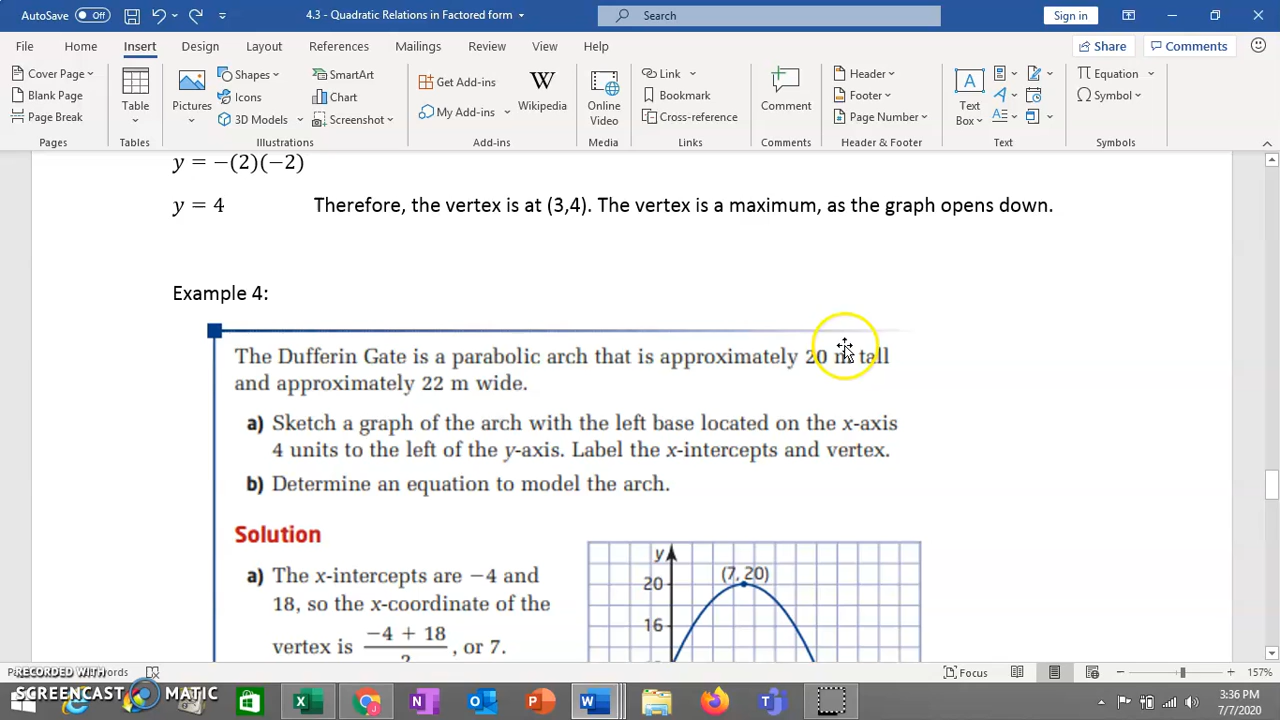 AutoSave Off
4.3 - Quadratic Relations in Factored form
Search
Sign in
File Home Insert Design Layout References Mailings Review View Help
Share Comments
Cover Page
Blank Page
Page Break
Pages
Table
Tables
Pictures
Shapes
Icons
3D Models
SmartArt
Chart
Screenshot
Illustrations
Get Add-ins
My Add-ins
Wikipedia
Add-ins
Online
Video
Media
Link
Bookmark
Cross-reference
Links
Comment
Comments
Header
Footer
Page Number
Header & Footer
A
Text
Box
Text
Equation
Symbol
Symbols
y = −(2)(−2)
y = 4 Therefore, the vertex is at (3,4). The vertex is a maximum, as the graph opens down.
Example 4:
The Dufferin Gate is a parabolic arch that is approximately 20 m tall
and approximately 22 m wide.
a) Sketch a graph of the arch with the left base located on the x-axis
4 units to the left of the y-axis. Label the x-intercepts and vertex.
b) Determine an equation to model the arch.
Solution
a) The x-intercepts are −4 and
18, so the x-coordinate of the
vertex is −4 + 18 / 2, or 7.
y
(7, 20)
20
16
RECORDED WITH
SCREENCAST MATIC
words
Focus
157%
3:36 PM
7/7/2020